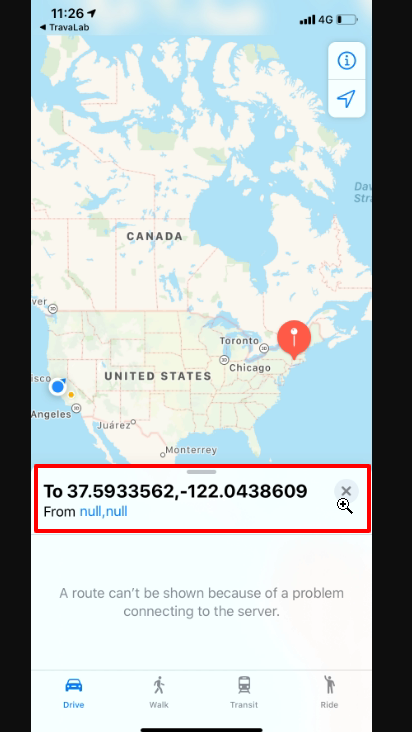 11:26
4G
TravaLab
Dav
Stra
CANADA
ver
Toronto
isco
UNITED STATES
Chicago
Angeles
Juárez
Monterrey
To 37.5933562,-122.0438609
From null,null
A route can’t be shown because of a problem
connecting to the server.
Drive
Walk
Transit
Ride